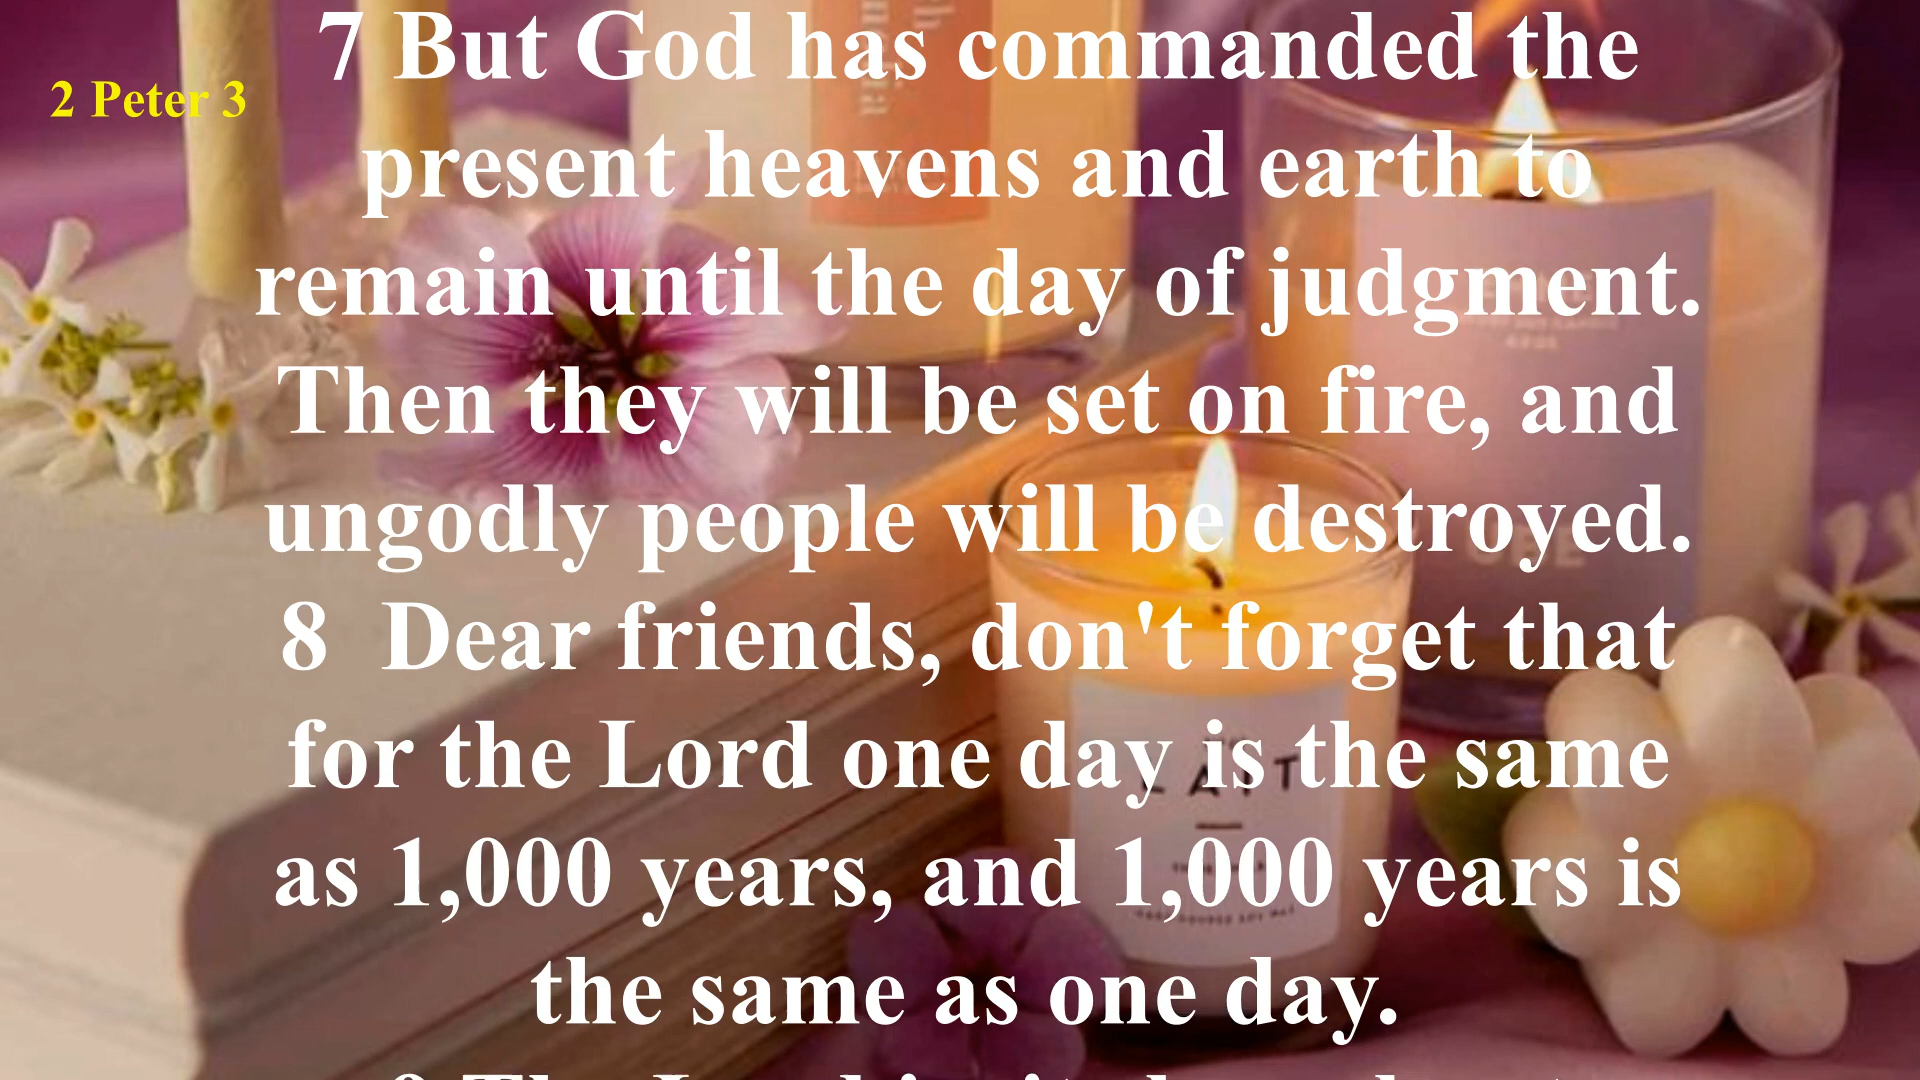 2 Peter 3
7 But God has commanded the
present heavens and earth to
remain until the day of judgment.
Then they will be set on fire, and
ungodly people will be destroyed.
8 Dear friends, don't forget that
for the Lord one day is the same
as 1,000 years, and 1,000 years is
the same as one day.